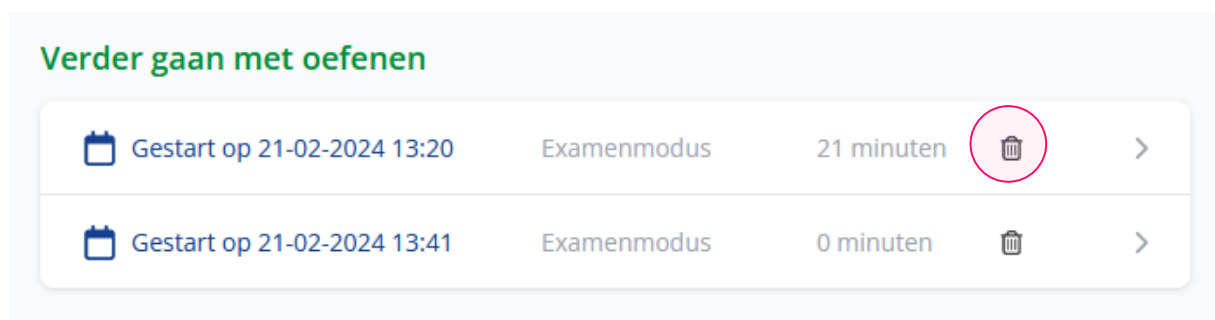 Verder gaan met oefenen
Gestart op 21-02-2024 13:20 Examenmodus 21 minuten
Gestart op 21-02-2024 13:41 Examenmodus 0 minuten